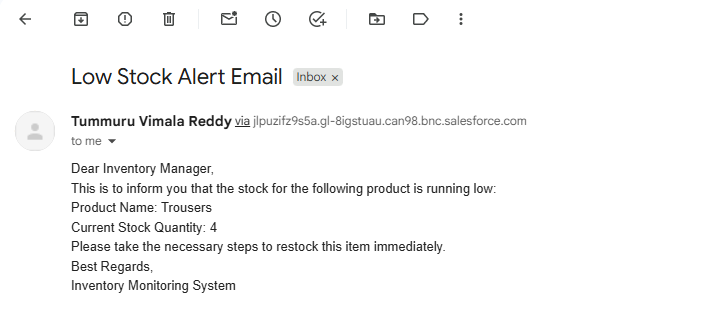 Low Stock Alert Email Inbox ×
Tummuru Vimala Reddy via jlpuzifz9s5a.gl-8igstuau.can98.bnc.salesforce.com
to me
Dear Inventory Manager,
This is to inform you that the stock for the following product is running low:
Product Name: Trousers
Current Stock Quantity: 4
Please take the necessary steps to restock this item immediately.
Best Regards,
Inventory Monitoring System